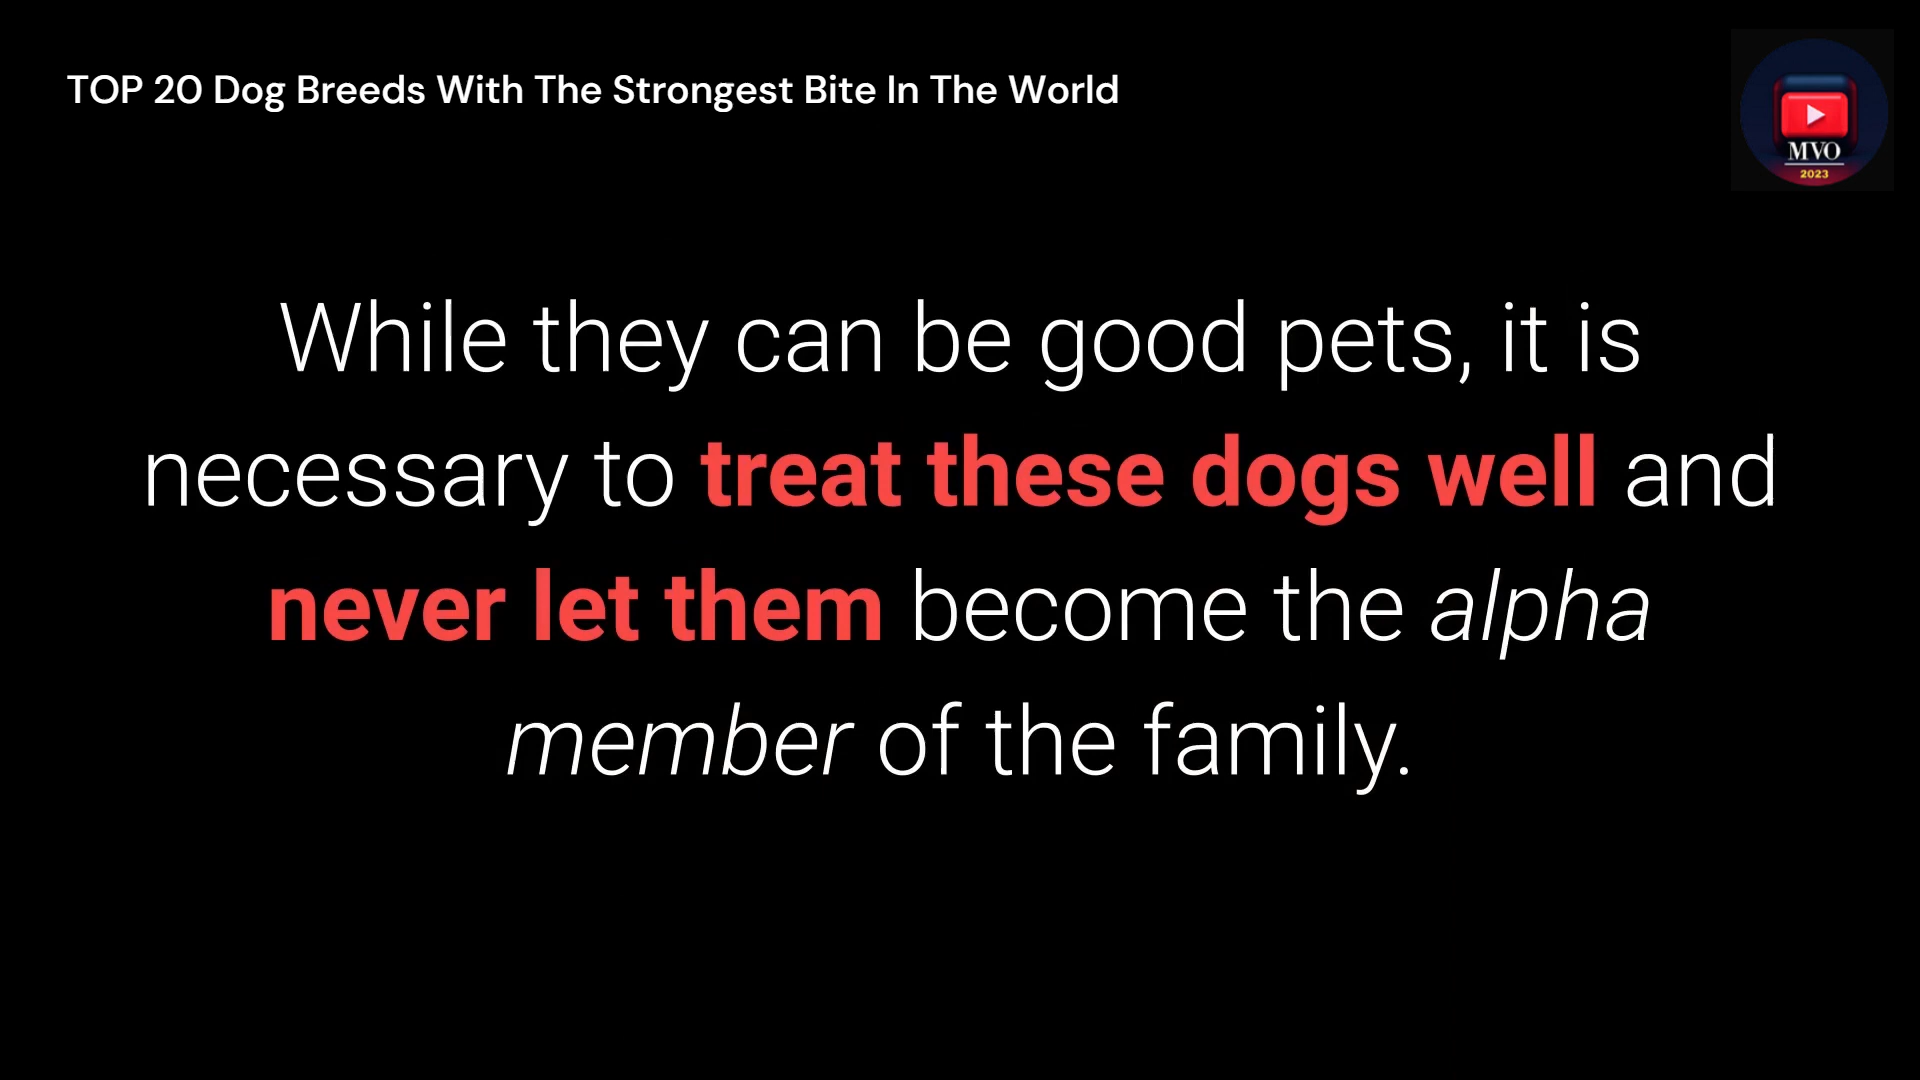 TOP 20 Dog Breeds With The Strongest Bite In The World
MVO
2023
While they can be good pets, it is
necessary to treat these dogs well and
never let them become the alpha
member of the family.